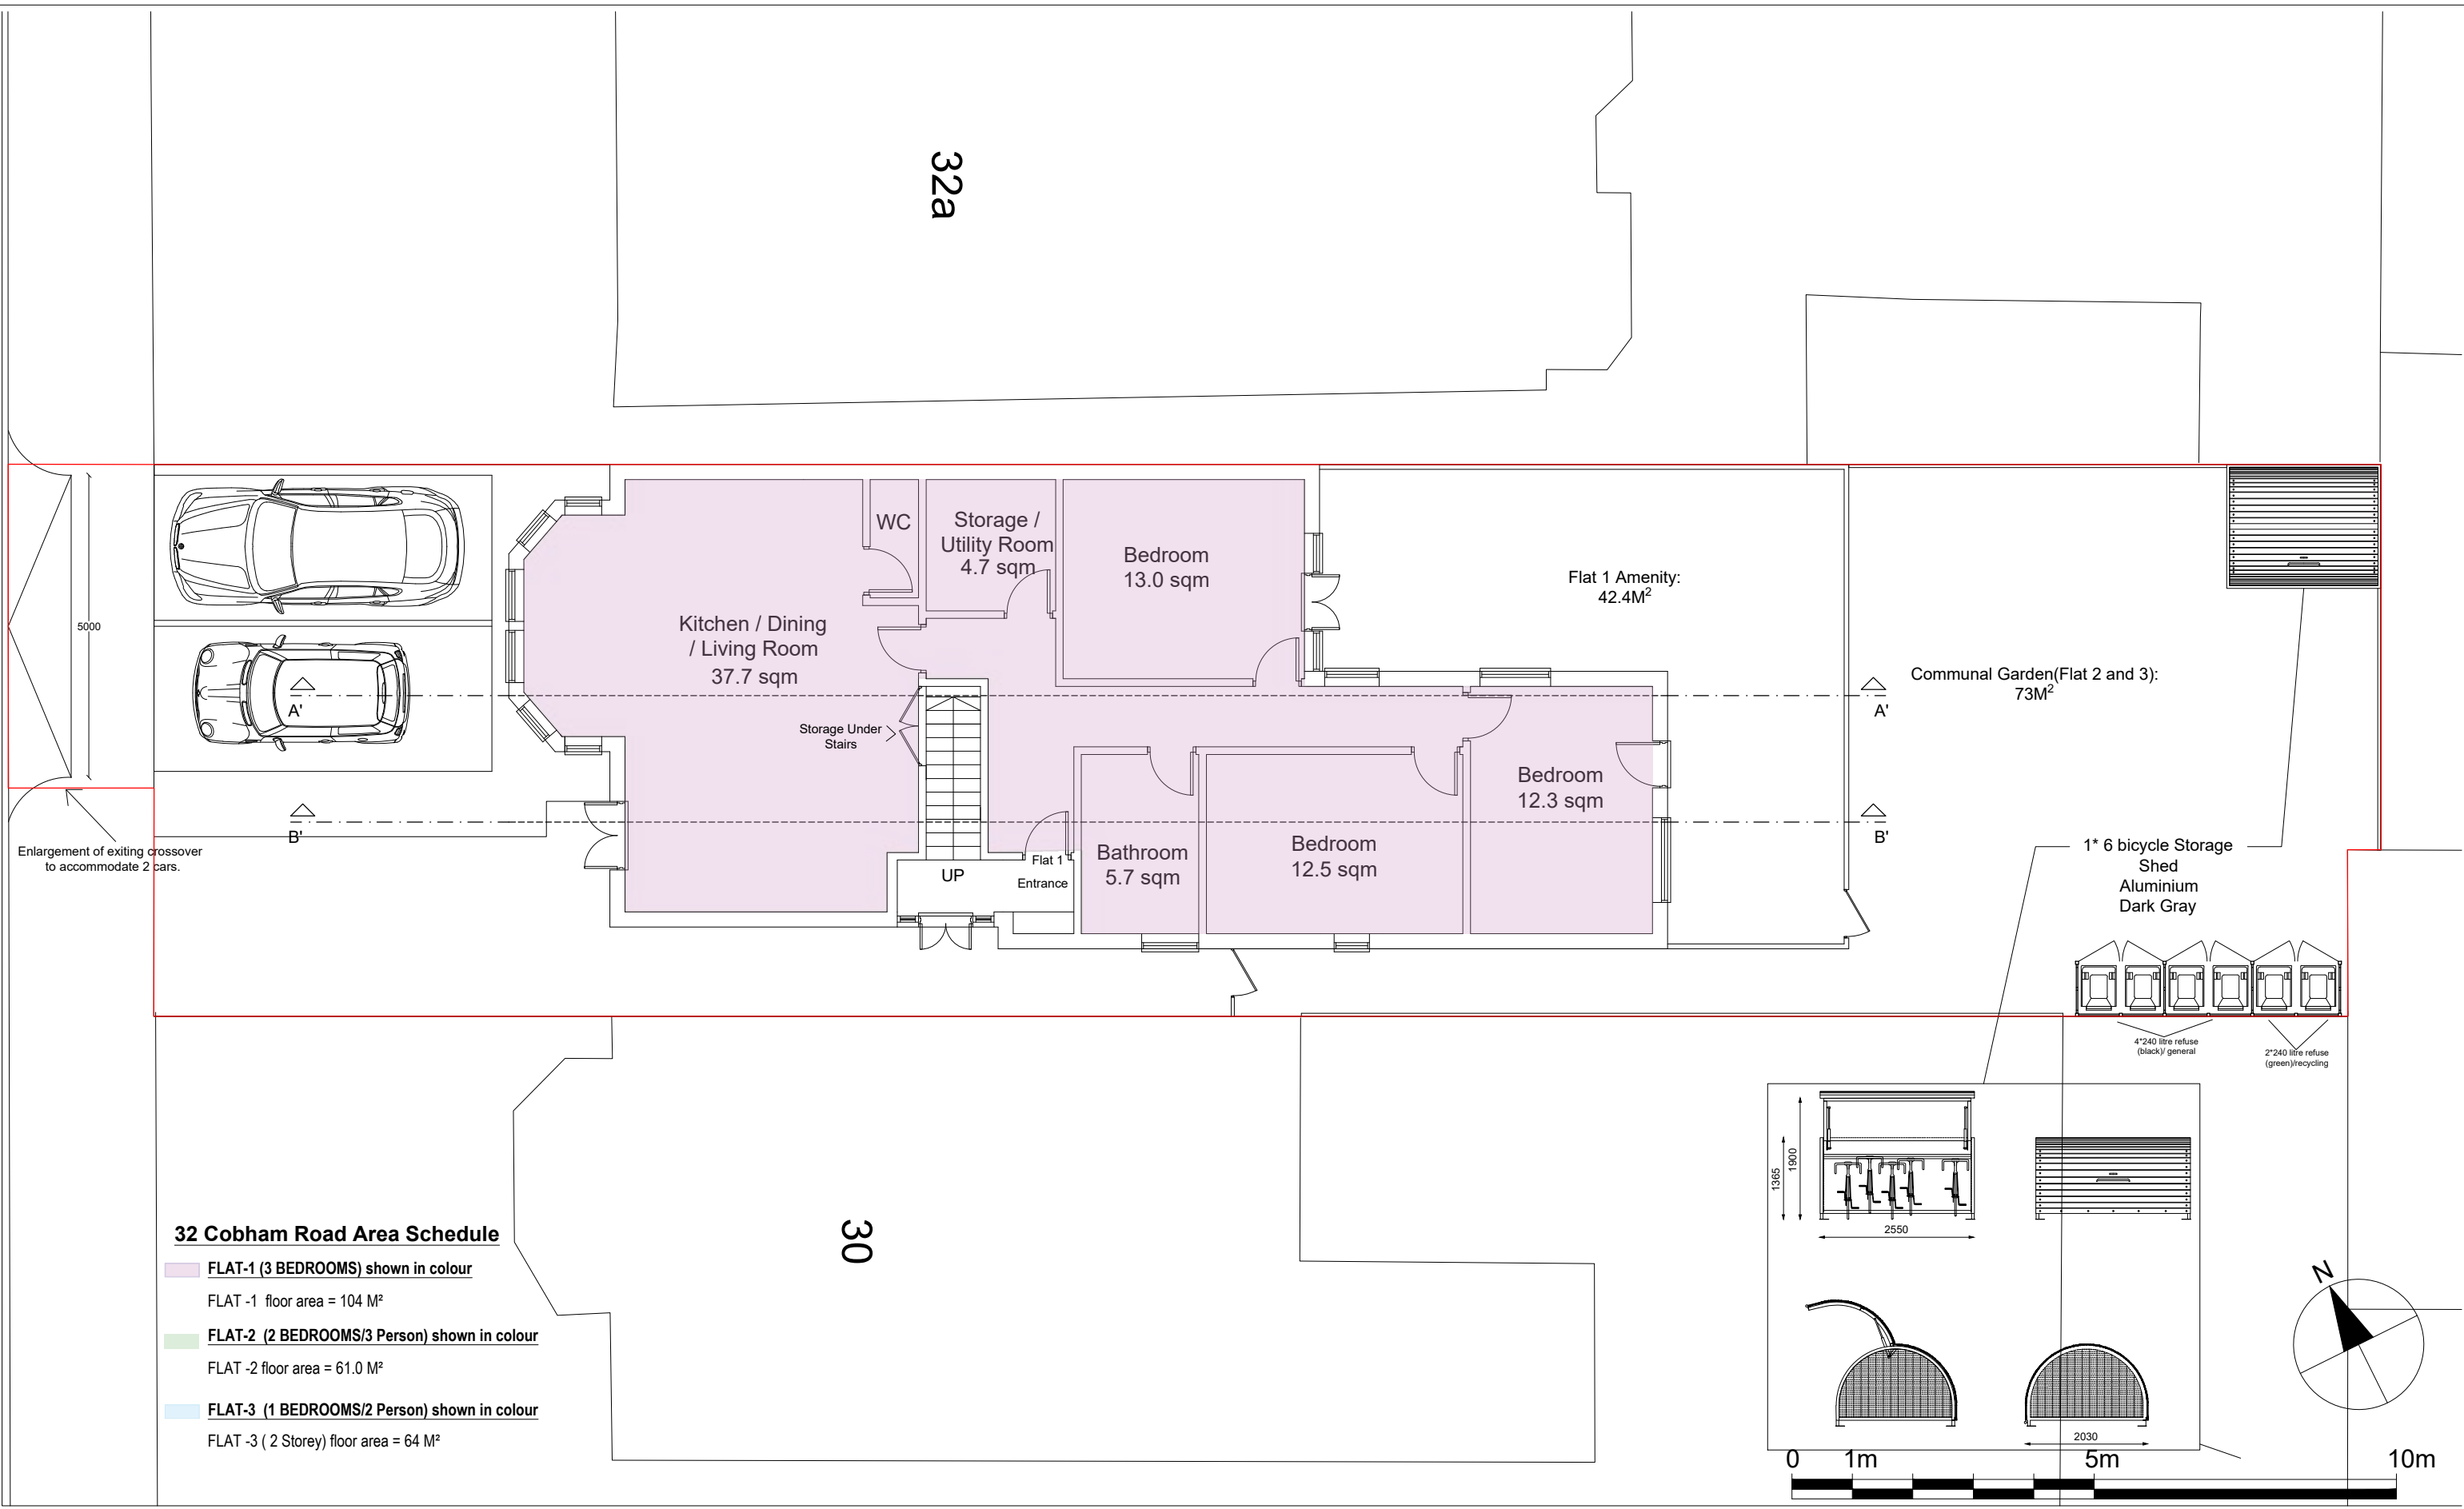 32a
WC
Storage /
Utility Room
4.7 sqm
Bedroom
13.0 sqm
Flat 1 Amenity:
42.4M²
5000
Kitchen / Dining
/ Living Room
37.7 sqm
Communal Garden(Flat 2 and 3):
73M²
A'
A'
Storage Under
Stairs
Bedroom
12.3 sqm
B'
B'
Enlargement of exiting crossover
to accommodate 2 cars.
UP
Flat 1
Entrance
Bathroom
5.7 sqm
Bedroom
12.5 sqm
1* 6 bicycle Storage
Shed
Aluminium
Dark Gray
4*240 litre refuse
(black)/ general
2*240 litre refuse
(green)/recycling
30
1365
1900
2550
2030
N
32 Cobham Road Area Schedule
FLAT-1 (3 BEDROOMS) shown in colour
FLAT -1 floor area = 104 M²
FLAT-2 (2 BEDROOMS/3 Person) shown in colour
FLAT -2 floor area = 61.0 M²
FLAT-3 (1 BEDROOMS/2 Person) shown in colour
FLAT -3 ( 2 Storey) floor area = 64 M²
0 1m 5m 10m